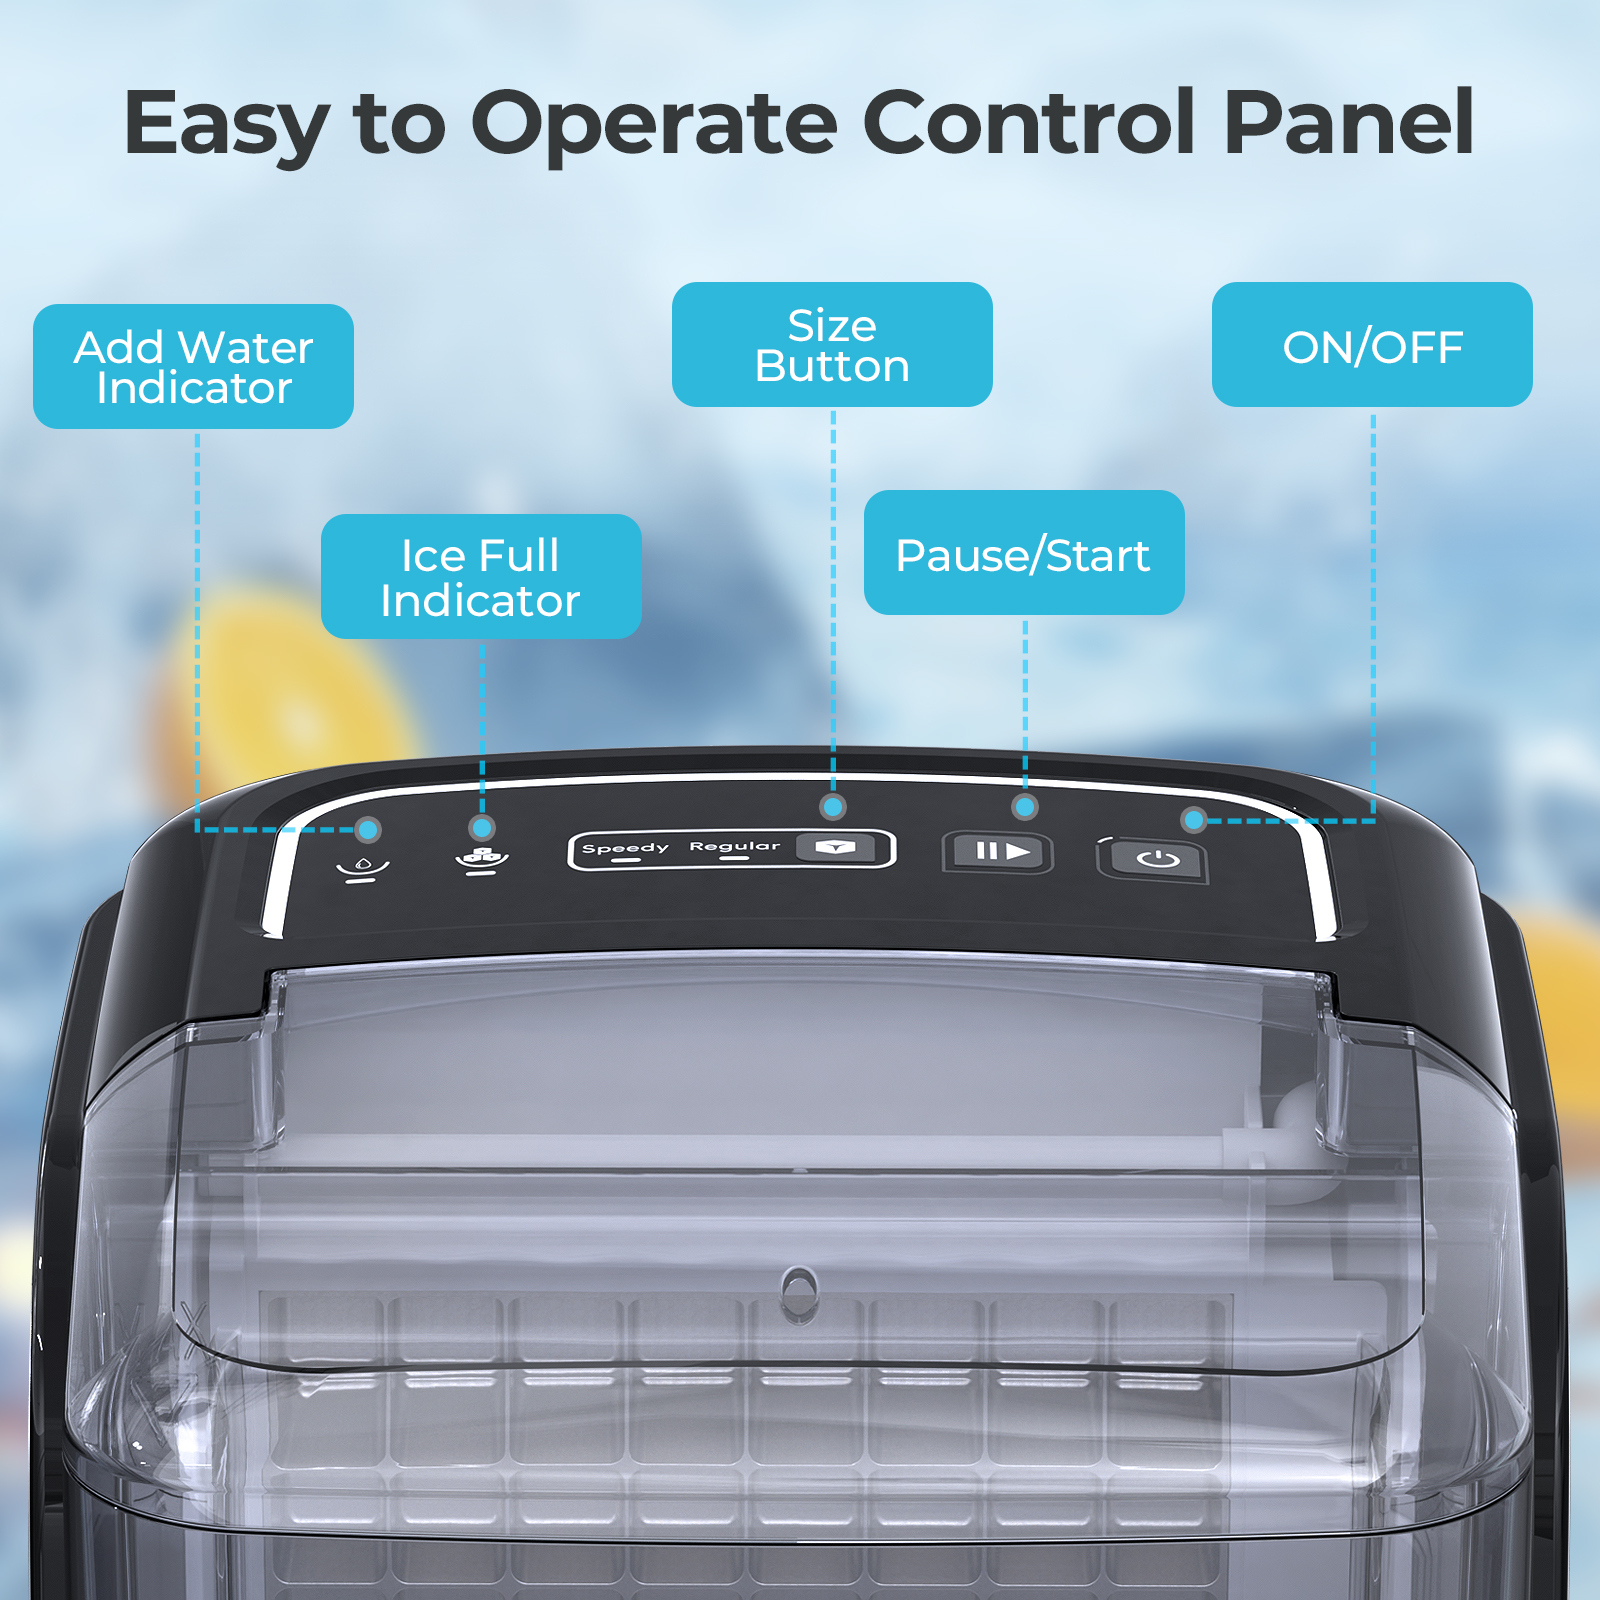 Easy to Operate Control Panel
Add Water
Indicator
Size
Button
ON/OFF
Ice Full
Indicator
Pause/Start
Speedy
Regular